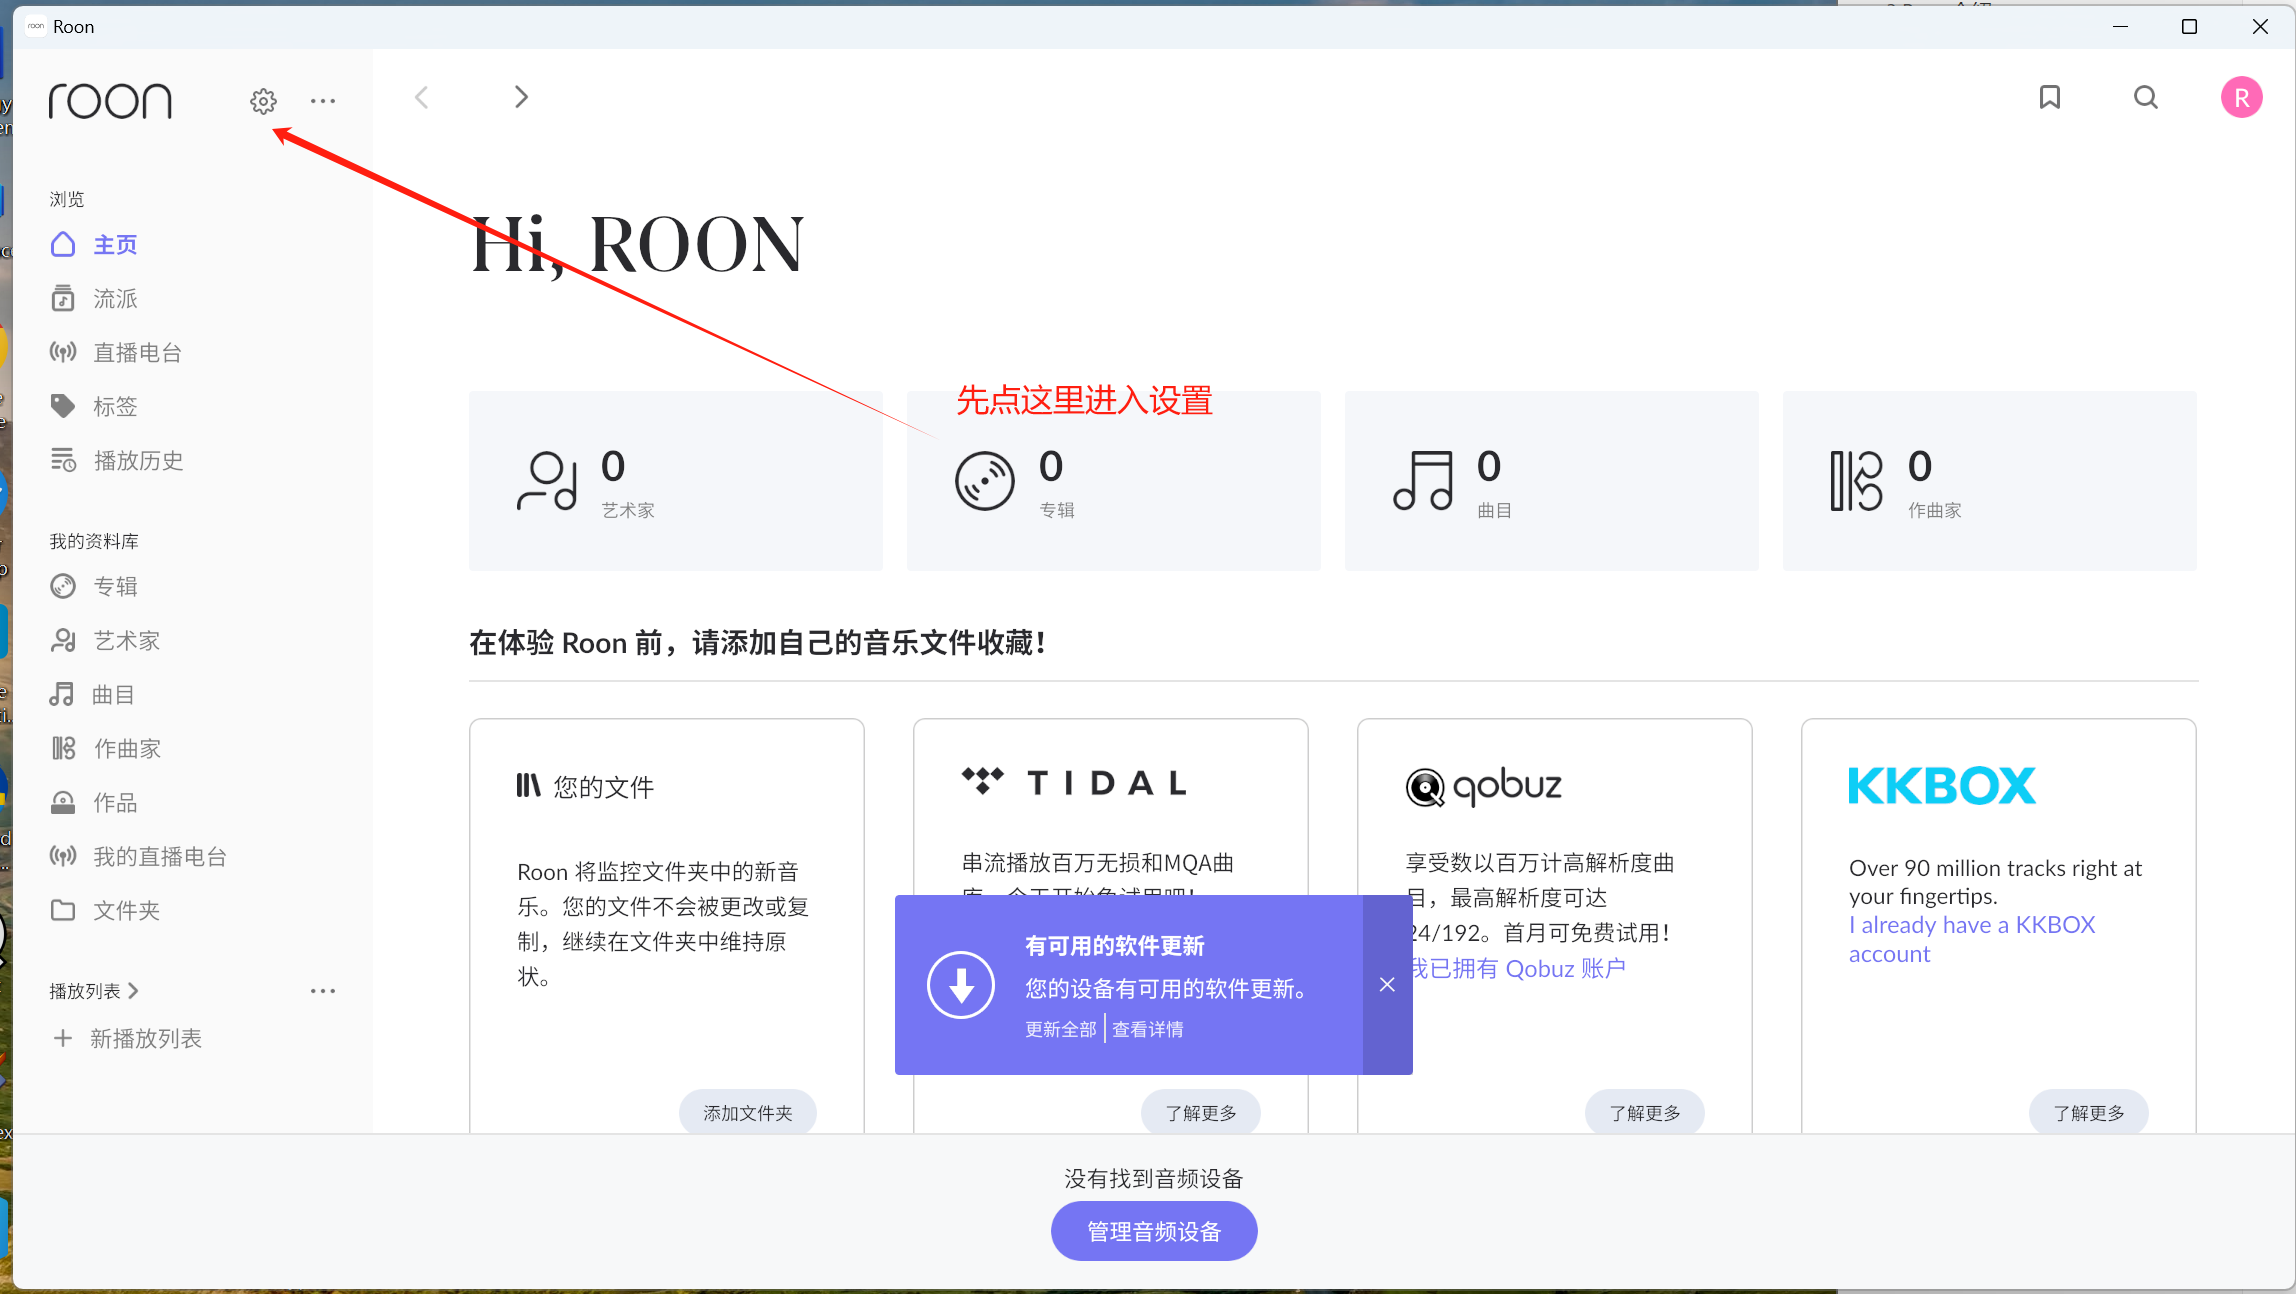 roon Roon
roon
浏览
主页
流派
直播电台
标签
播放历史
我的资料库
专辑
艺术家
曲目
作曲家
作品
我的直播电台
文件夹
播放列表
新播放列表
R
Hi, ROON
先点这里进入设置
0
艺术家
0
专辑
0
曲目
0
作曲家
在体验 Roon 前，请添加自己的音乐文件收藏！
您的文件
Roon 将监控文件夹中的新音
乐。您的文件不会被更改或复
制，继续在文件夹中维持原
状。
添加文件夹
TIDAL
串流播放百万无损和MQA曲
了解更多
qobuz
享受数以百万计高解析度曲
目，最高解析度可达
24/192。首月可免费试用！
我已拥有 Qobuz 账户
了解更多
KKBOX
Over 90 million tracks right at
your fingertips.
I already have a KKBOX
account
了解更多
有可用的软件更新
您的设备有可用的软件更新。
更新全部 | 查看详情
没有找到音频设备
管理音频设备